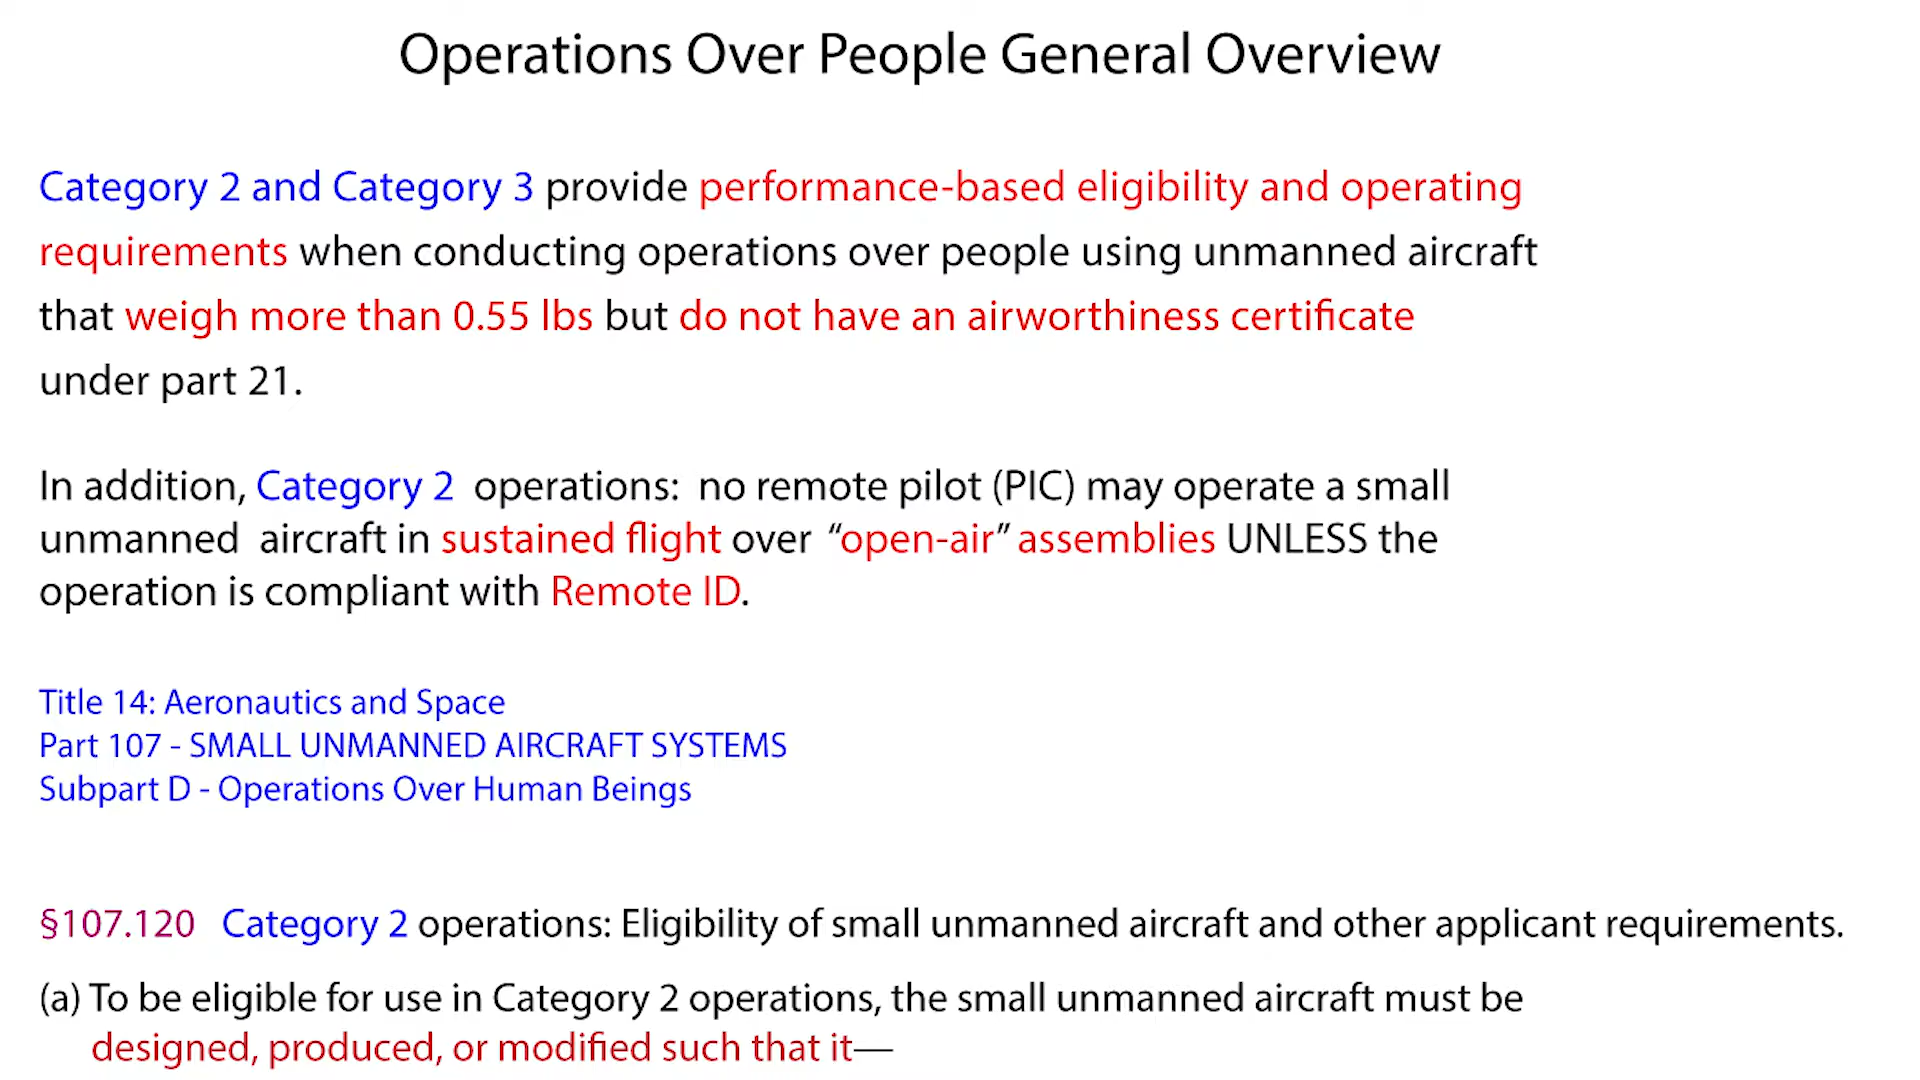 Operations Over People General Overview
Category 2 and Category 3 provide performance-based eligibility and operating
requirements when conducting operations over people using unmanned aircraft
that weigh more than 0.55 lbs but do not have an airworthiness certificate
under part 21.
In addition, Category 2 operations: no remote pilot (PIC) may operate a small
unmanned aircraft in sustained flight over “open-air” assemblies UNLESS the
operation is compliant with Remote ID.
Title 14: Aeronautics and Space
Part 107 - SMALL UNMANNED AIRCRAFT SYSTEMS
Subpart D - Operations Over Human Beings
§107.120 Category 2 operations: Eligibility of small unmanned aircraft and other applicant requirements.
(a) To be eligible for use in Category 2 operations, the small unmanned aircraft must be
designed, produced, or modified such that it—